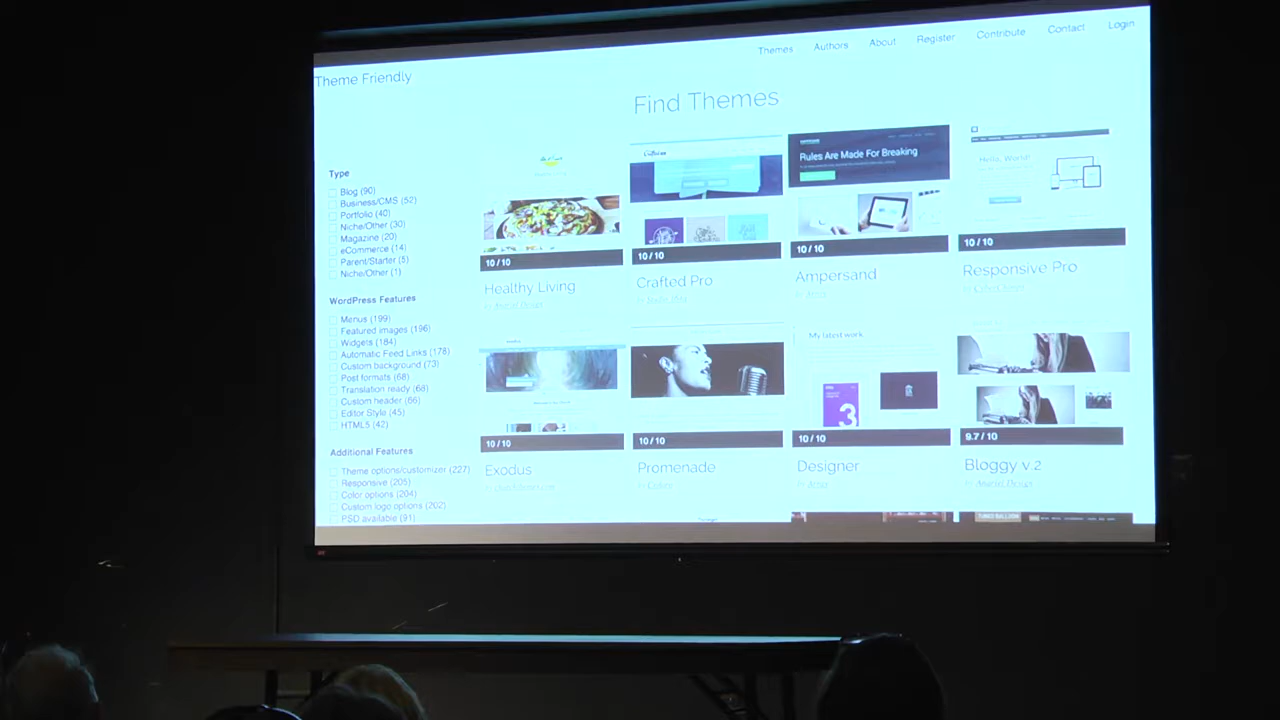 Themes Authors About Register Contribute Contact Login
Theme Friendly
Find Themes
Type
Blog (90)
Business/CMS (52)
Portfolio (40)
Niche/Other (30)
Magazine (20)
eCommerce (14)
Parent/Starter (5)
Niche/Other (1)
WordPress Features
Menus (199)
Featured images (196)
Widgets (184)
Automatic Feed Links (178)
Custom background (73)
Post formats (68)
Translation ready (68)
Custom header (66)
Editor Style (45)
HTML5 (42)
Additional Features
Theme options/customizer (227)
Responsive (205)
Color options (204)
Custom logo options (202)
PSD available (91)
10 / 10
Healthy Living
10 / 10
Crafted Pro
Rules Are Made For Breaking
10 / 10
Ampersand
Hello, World!
10 / 10
Responsive Pro
10 / 10
Exodus
10 / 10
Promenade
My latest work.
3
10 / 10
Designer
9.7 / 10
Bloggy v.2